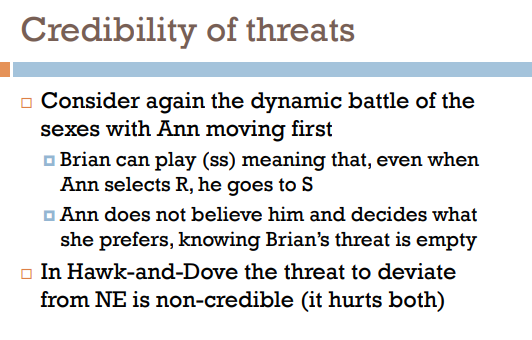 Credibility of threats
Consider again the dynamic battle of the
sexes with Ann moving first
Brian can play (ss) meaning that, even when
Ann selects R, he goes to S
Ann does not believe him and decides what
she prefers, knowing Brian's threat is empty
In Hawk-and-Dove the threat to deviate
from NE is non-credible (it hurts both)